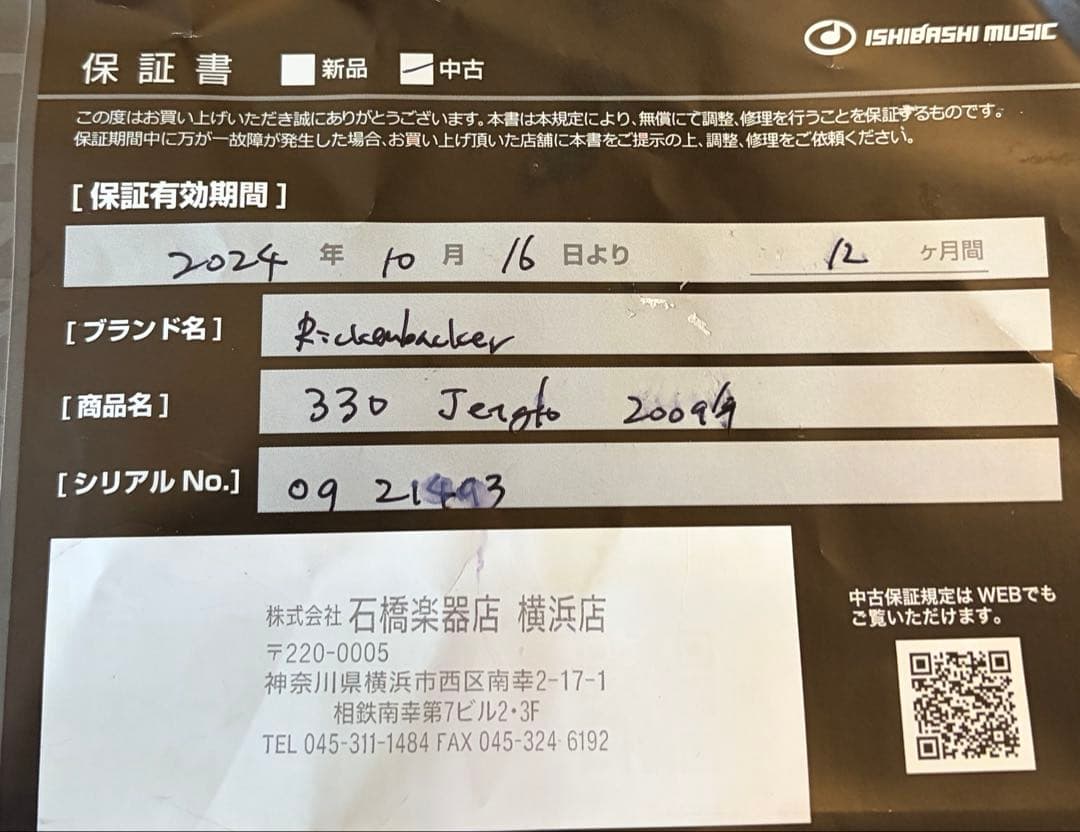 ISHIBASHI MUSIC
保証書 新品 中古
この度はお買い上げいただき誠にありがとうございます。本書は本規定により、無償にて調整、修理を行うことを保証するものです。
保証期間中に万が一故障が発生した場合、お買い上げ頂いた店舗に本書をご提示の上、調整、修理をご依頼ください。
[保証有効期間]
2024 年 10 月 16 日より 12 ヶ月間
[ブランド名] Rickenbacker
[商品名] 330 Jetglo 2009年
[シリアル No.] 09 21493
株式会社 石橋楽器店 横浜店
〒220-0005
神奈川県横浜市西区南幸2-17-1
相鉄南幸第7ビル2・3F
TEL 045-311-1484 FAX 045-324 6192
中古保証規定は WEBでも
ご覧いただけます。